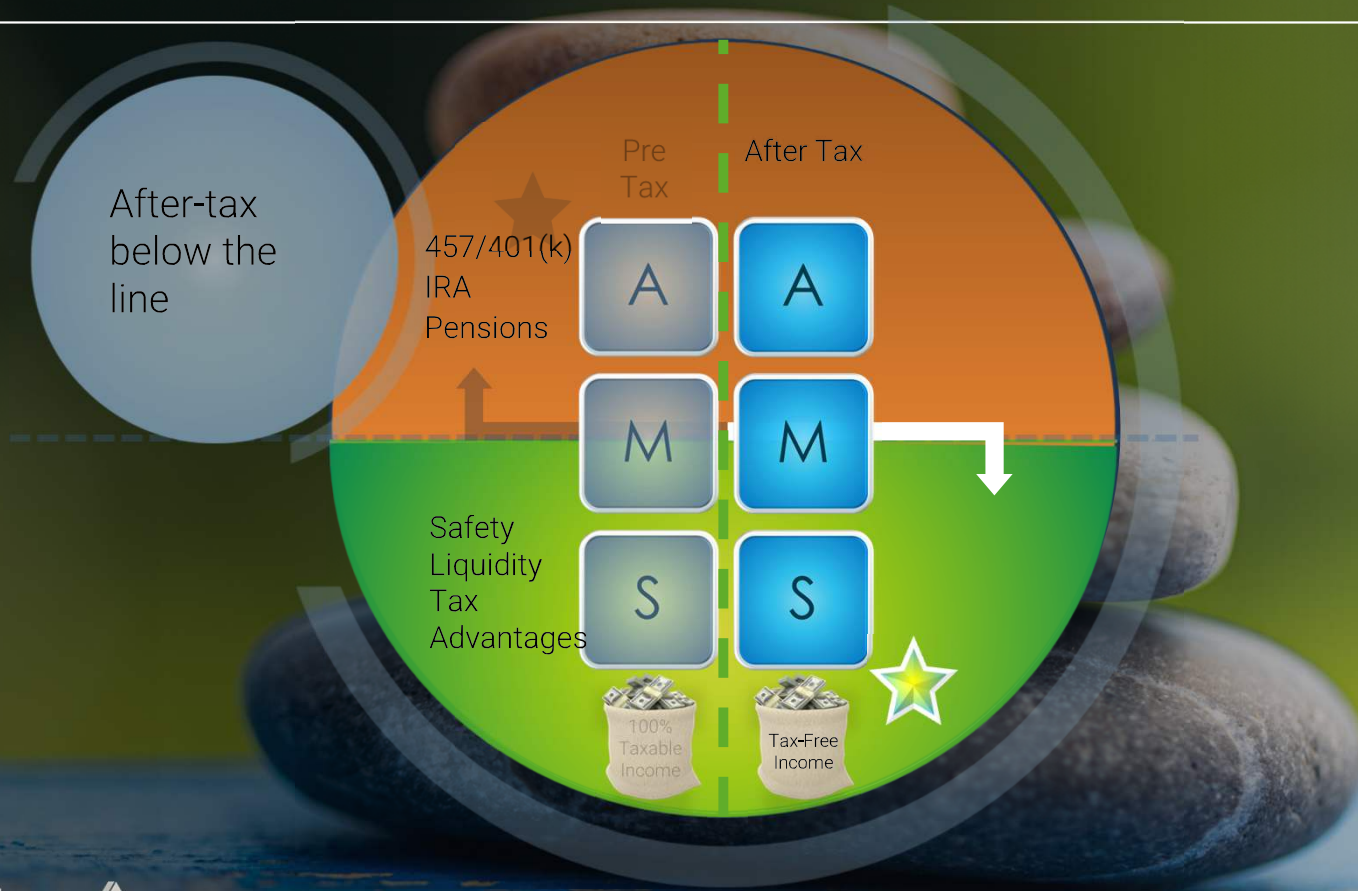 After-tax
below the
line
Pre
Tax
After Tax
457/401(k)
IRA
Pensions
A
A
M
M
Safety
Liquidity
Tax
Advantages
S
S
100%
Taxable
Income
Tax-Free
Income